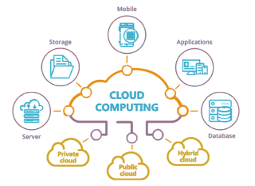 Mobile
Storage
Applications
CLOUD
COMPUTING
Server
Database
Private
cloud
Public
cloud
Hybrid
cloud